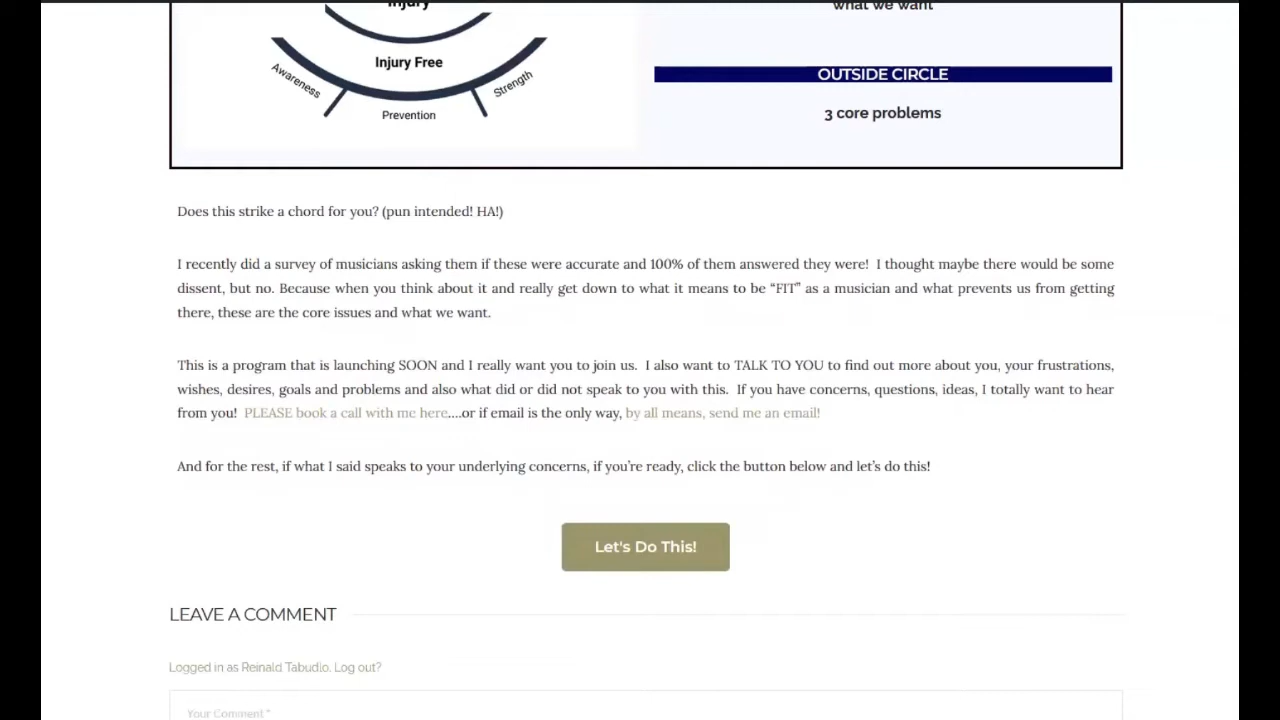 Injury
what we want
Injury Free
OUTSIDE CIRCLE
Awareness
Strength
Prevention
3 core problems
Does this strike a chord for you? (pun intended! HA!)
I recently did a survey of musicians asking them if these were accurate and 100% of them answered they were! I thought maybe there would be some
dissent, but no. Because when you think about it and really get down to what it means to be “FIT” as a musician and what prevents us from getting
there, these are the core issues and what we want.
This is a program that is launching SOON and I really want you to join us. I also want to TALK TO YOU to find out more about you, your frustrations,
wishes, desires, goals and problems and also what did or did not speak to you with this. If you have concerns, questions, ideas, I totally want to hear
from you! PLEASE book a call with me here....or if email is the only way, by all means, send me an email!
And for the rest, if what I said speaks to your underlying concerns, if you’re ready, click the button below and let’s do this!
Let's Do This!
LEAVE A COMMENT
Logged in as Reinald Tabudlo. Log out?
Your Comment *